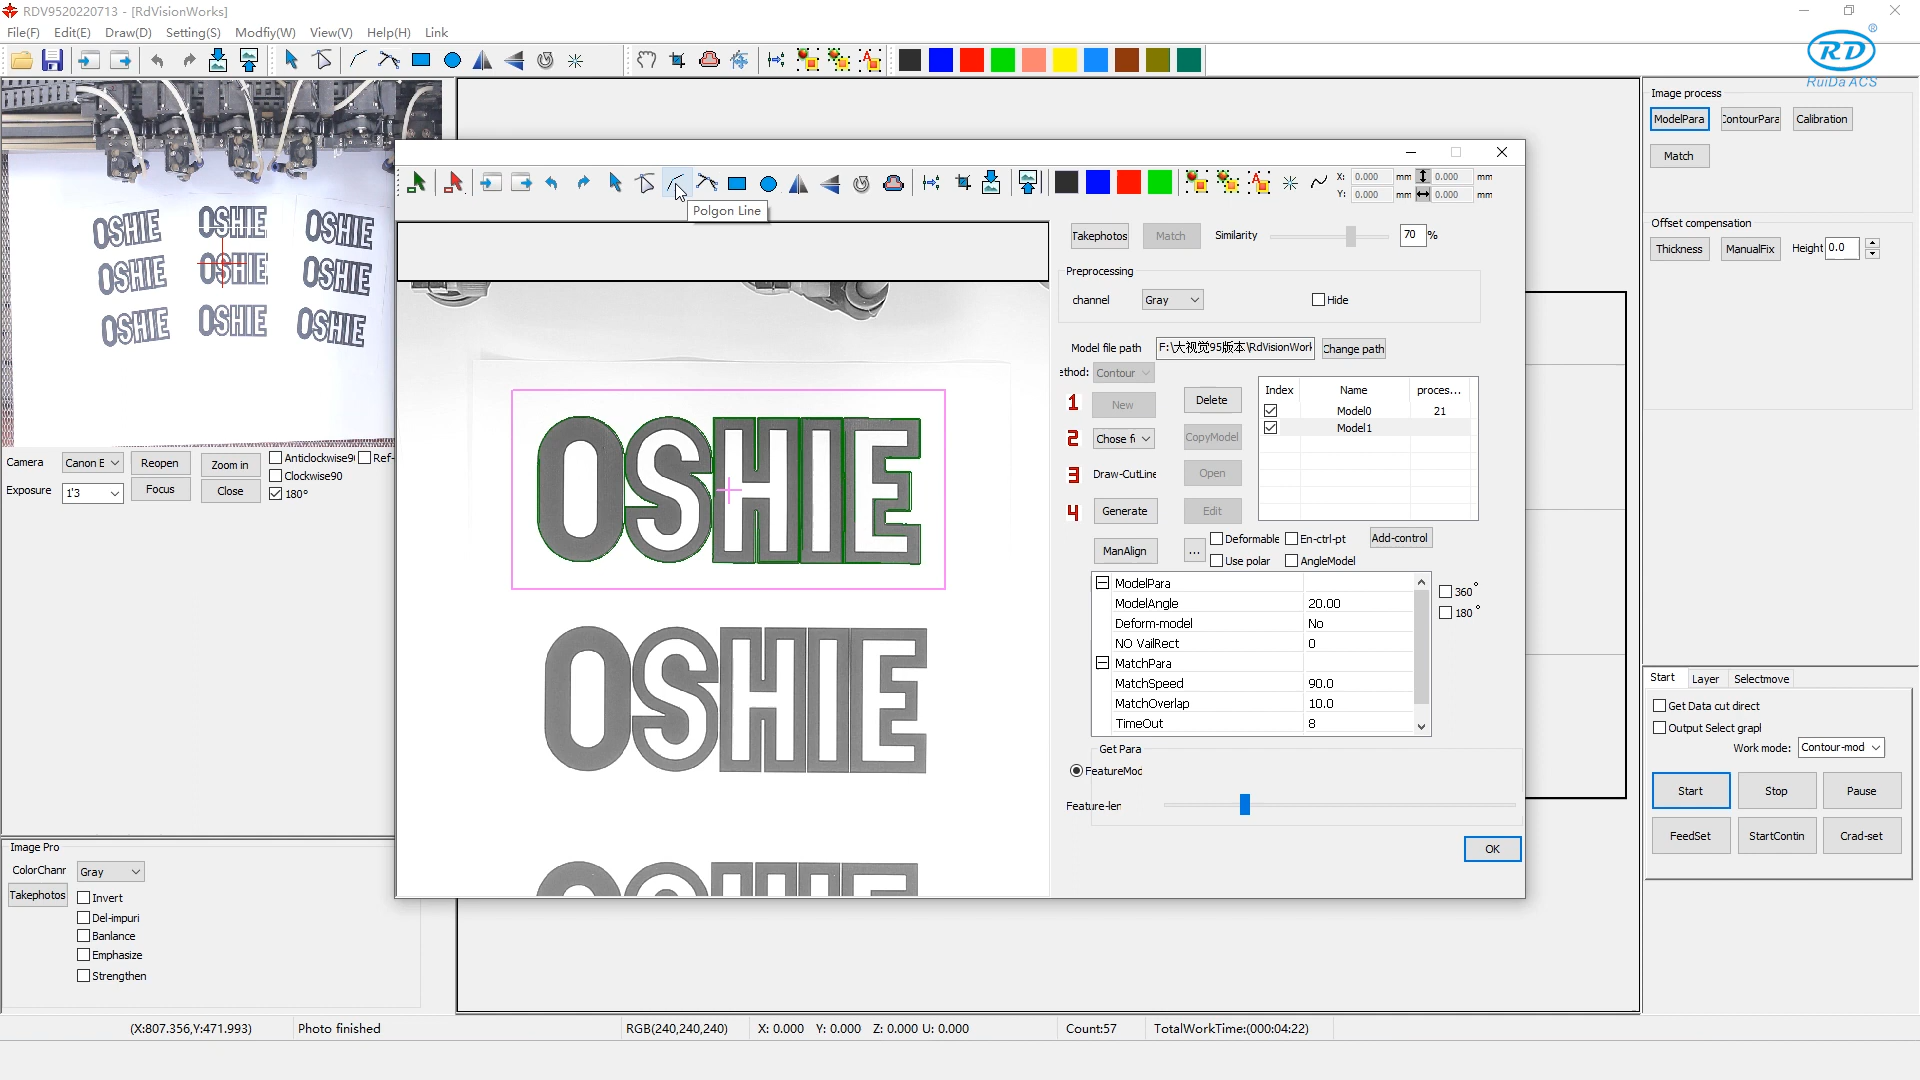 RDV9520220713 - [RdVisionWorks]
File(F) Edit(E) Draw(D) Setting(S) Modfiy(W) View(V) Help(H) Link
RD ®
RuiDa ACS
OSHIE OSHIE OSHIE
OSHIE OSHIE OSHIE
OSHIE OSHIE OSHIE
Camera Canon E Reopen Zoom in Anticlockwise9 Ref-
Clockwise90
Exposure 1'3 Focus Close 180°
Image Pro
ColorChanr Gray
Takephotos Invert
Del-impuri
Banlance
Emphasize
Strengthen
X: 0.000 mm 0.000 mm
Y: 0.000 mm 0.000 mm
Polgon Line
OSHIE
OSHIE
Takephotos Match Similarity 70 %
Preprocessing
channel Gray Hide
Model file path F:\大视觉95版本\RdVisionWork Change path
ethod: Contour
1 New Delete
2 Chose fi CopyModel
3 Draw-CutLine Open
4 Generate Edit
Index Name proces...
Model0 21
Model1
ManAlign ... Deformable En-ctrl-pt Add-control
Use polar AngleModel
ModelPara
ModelAngle 20.00
Deform-model No
NO VailRect 0
MatchPara
MatchSpeed 90.0
MatchOverlap 10.0
TimeOut 8
360°
180°
Get Para
FeatureMod
Feature-len
OK
Image process
ModelPara ContourPara Calibration
Match
Offset compensation
Thickness ManualFix Height 0.0
Start Layer Selectmove
Get Data cut direct
Output Select grapl
Work mode: Contour-mod
Start Stop Pause
FeedSet StartContin Crad-set
(X:807.356,Y:471.993) Photo finished RGB(240,240,240) X: 0.000 Y: 0.000 Z: 0.000 U: 0.000 Count:57 TotalWorkTime:(000:04:22)